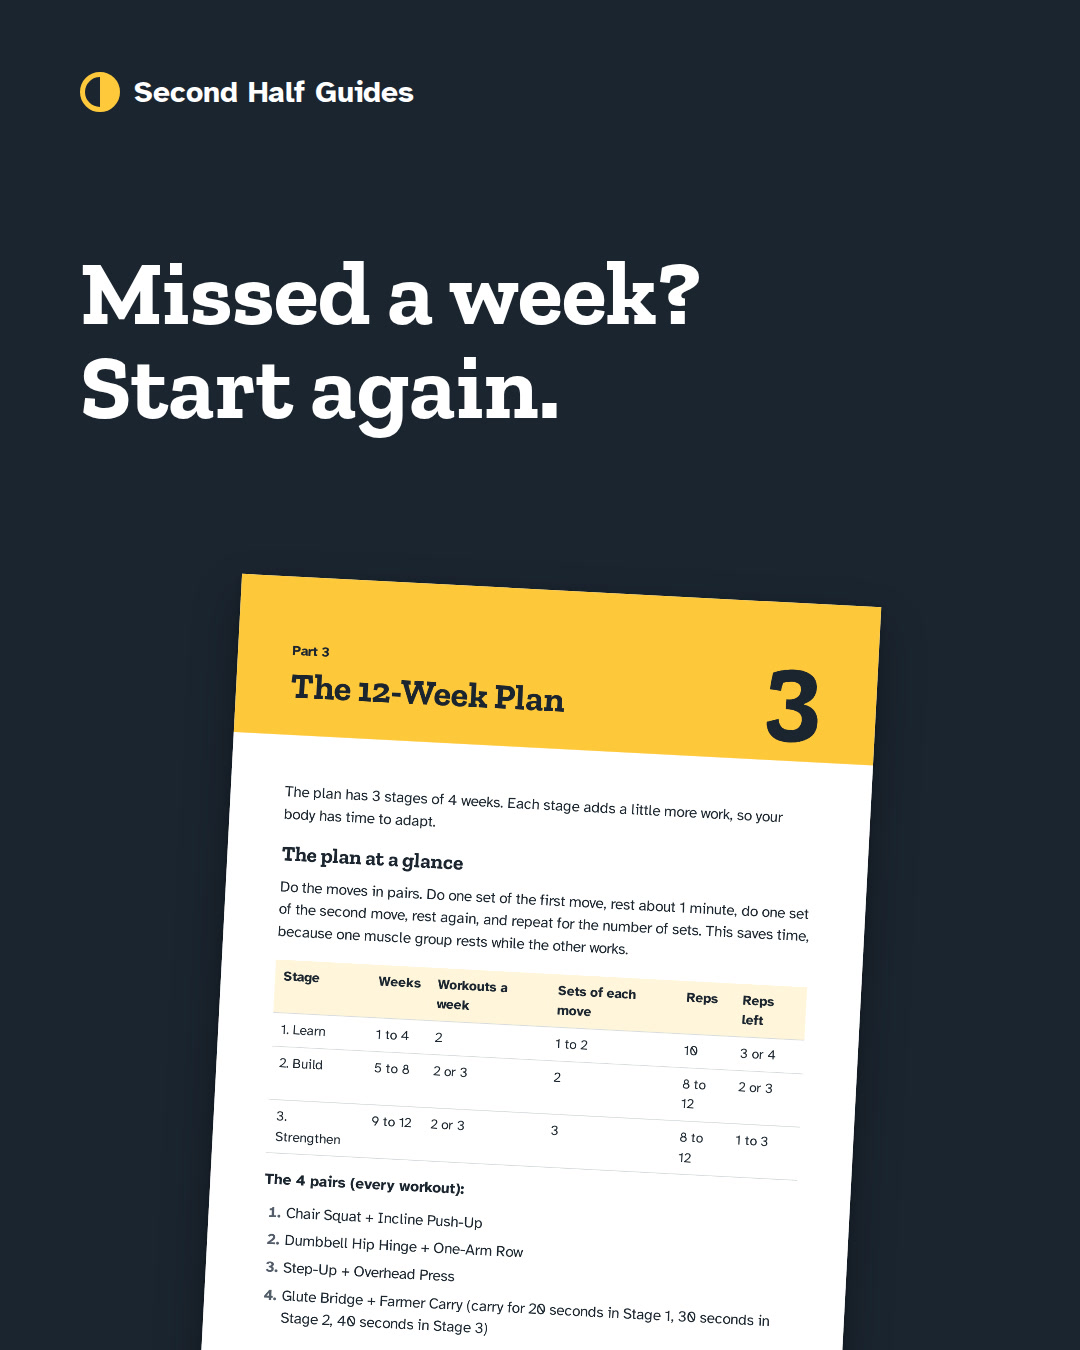 Second Half Guides
Missed a week?
Start again.
Part 3
The 12-Week Plan
3
The plan has 3 stages of 4 weeks. Each stage adds a little more work, so your
body has time to adapt.
The plan at a glance
Do the moves in pairs. Do one set of the first move, rest about 1 minute, do one set
of the second move, rest again, and repeat for the number of sets. This saves time,
because one muscle group rests while the other works.
Stage Weeks Workouts a week Sets of each move Reps Reps left
1. Learn 1 to 4 2 1 to 2 10 3 or 4
2. Build 5 to 8 2 or 3 2 8 to 12 2 or 3
3. Strengthen 9 to 12 2 or 3 3 8 to 12 1 to 3
The 4 pairs (every workout):
1. Chair Squat + Incline Push-Up
2. Dumbbell Hip Hinge + One-Arm Row
3. Step-Up + Overhead Press
4. Glute Bridge + Farmer Carry (carry for 20 seconds in Stage 1, 30 seconds in
Stage 2, 40 seconds in Stage 3)